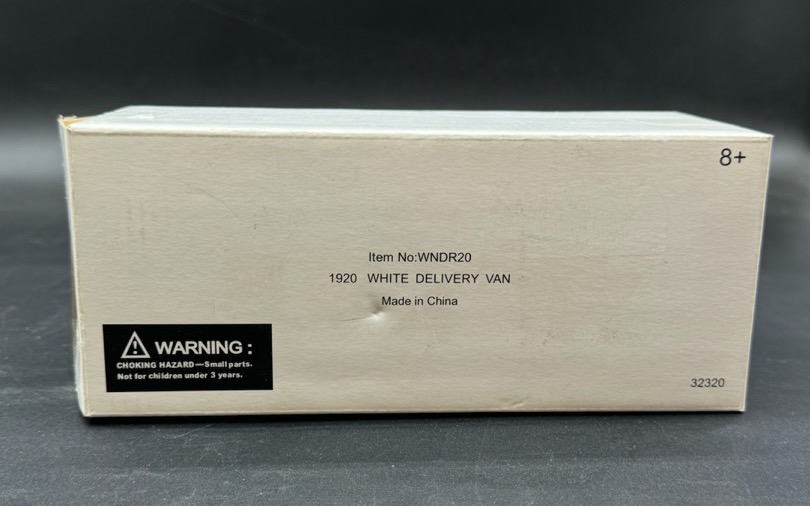 8+
Item No:WNDR20
1920 WHITE DELIVERY VAN
Made in China
WARNING:
CHOKING HAZARD—Small parts.
Not for children under 3 years.
32320